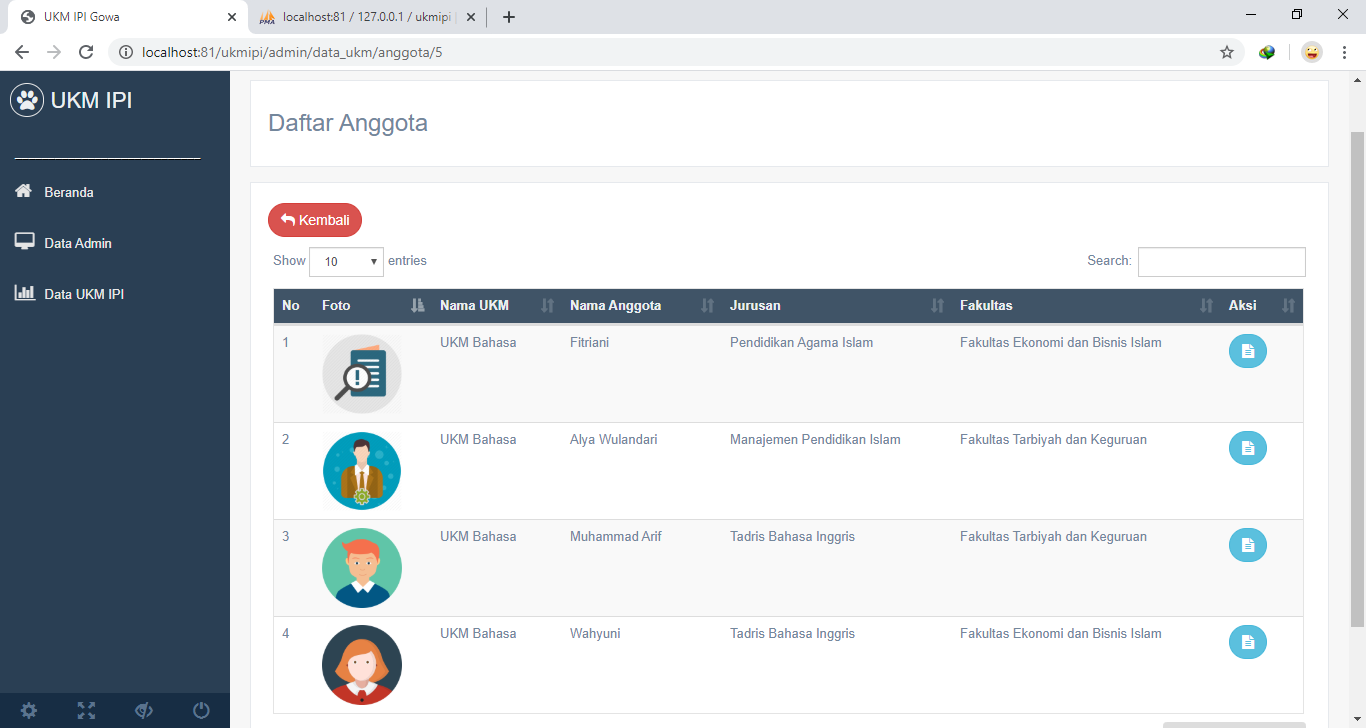 UKM IPI Gowa
localhost:81 / 127.0.0.1 / ukmipi
localhost:81/ukmipi/admin/data_ukm/anggota/5
UKM IPI
Beranda
Data Admin
Data UKM IPI
Daftar Anggota
Kembali
Show 10 entries Search:
No Foto Nama UKM Nama Anggota Jurusan Fakultas Aksi
1 UKM Bahasa Fitriani Pendidikan Agama Islam Fakultas Ekonomi dan Bisnis Islam
2 UKM Bahasa Alya Wulandari Manajemen Pendidikan Islam Fakultas Tarbiyah dan Keguruan
3 UKM Bahasa Muhammad Arif Tadris Bahasa Inggris Fakultas Tarbiyah dan Keguruan
4 UKM Bahasa Wahyuni Tadris Bahasa Inggris Fakultas Ekonomi dan Bisnis Islam